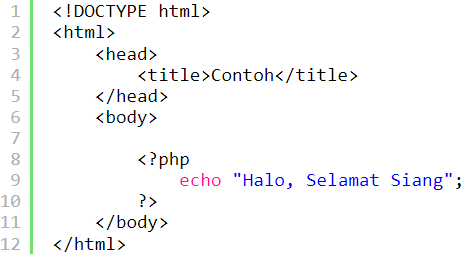 1 <!DOCTYPE html>
2 <html>
3     <head>
4         <title>Contoh</title>
5     </head>
6     <body>
7
8         <?php
9             echo "Halo, Selamat Siang";
10         ?>
11     </body>
12 </html>